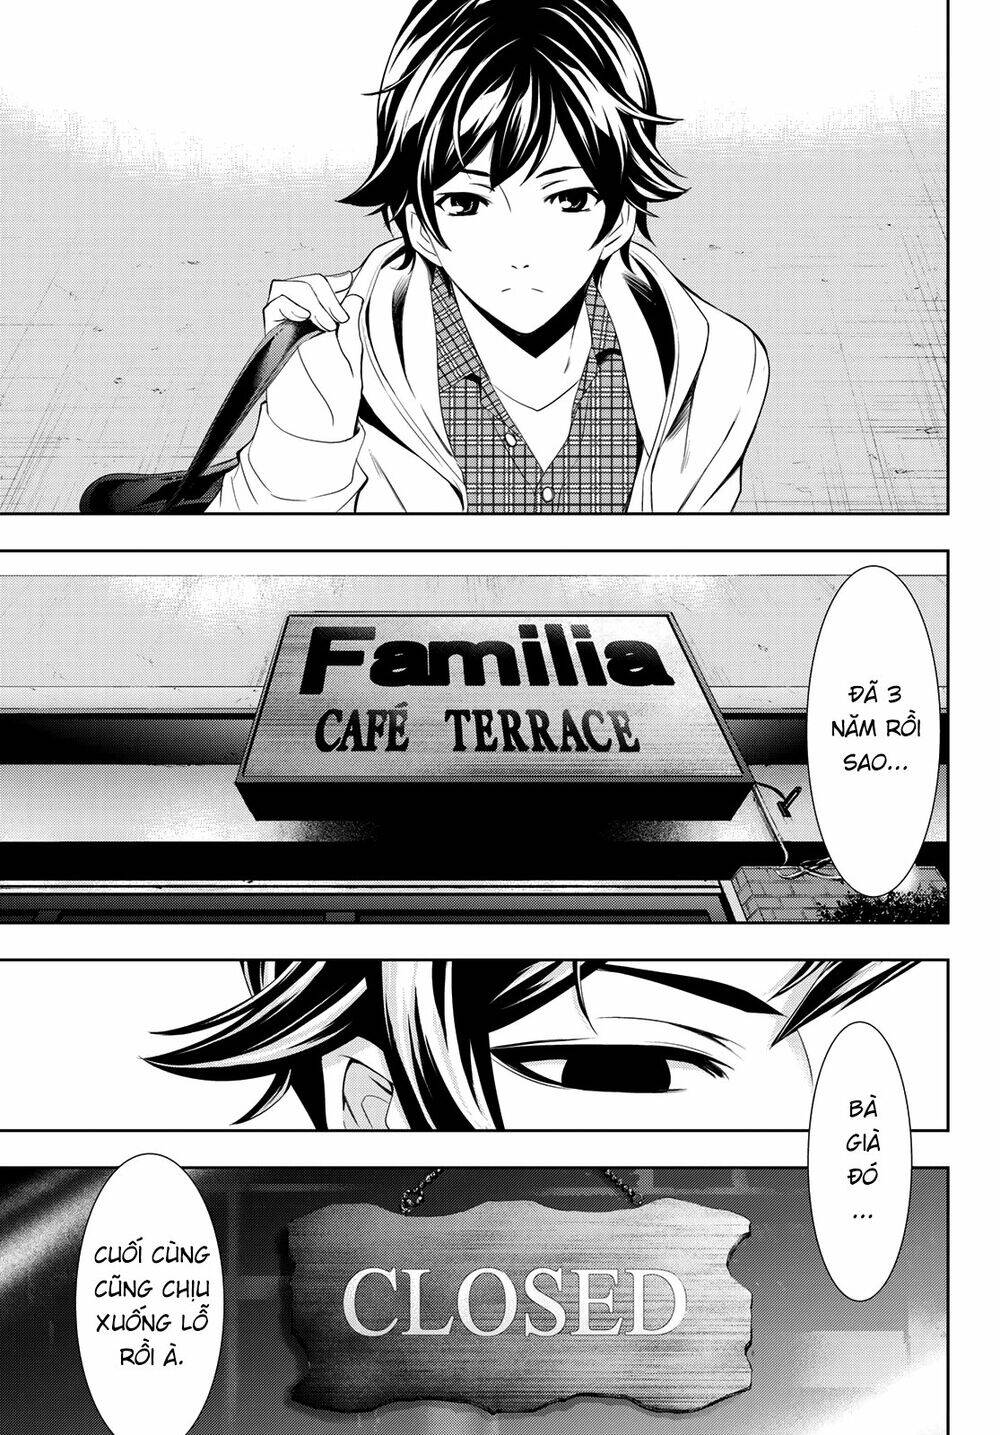 Familia
CAFÉ TERRACE
ĐÃ 3
NĂM RỒI
SAO...
BÀ
GIÀ
ĐÓ
...
CLOSED
CUỐI CÙNG
CŨNG CHỊU
XUỐNG LỖ
RỒI À.